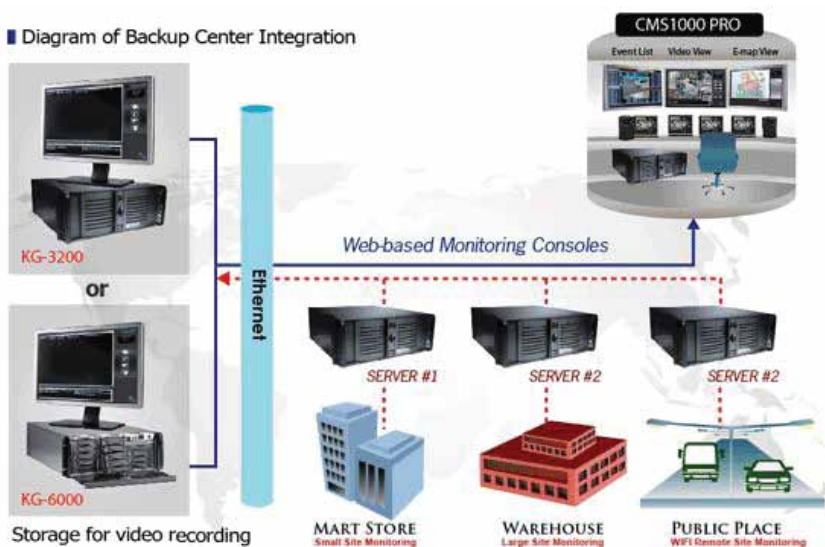 Diagram of Backup Center Integration
CMS1000 PRO
Event List Video View E-map View
KG-3200
or
KG-6000
Storage for video recording
Ethernet
Web-based Monitoring Consoles
SERVER #1
SERVER #2
SERVER #2
MART STORE
Small Site Monitoring
WAREHOUSE
Large Site Monitoring
PUBLIC PLACE
WIFI Remote Site Monitoring